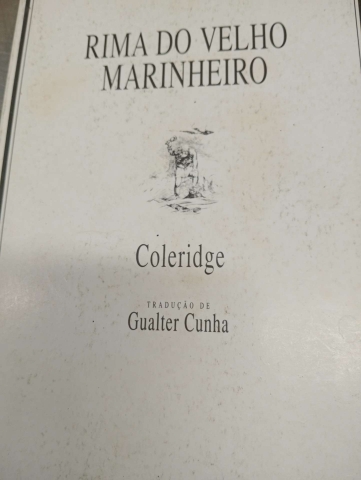 RIMA DO VELHO
MARINHEIRO
Coleridge
TRADUÇÃO DE
Gualter Cunha